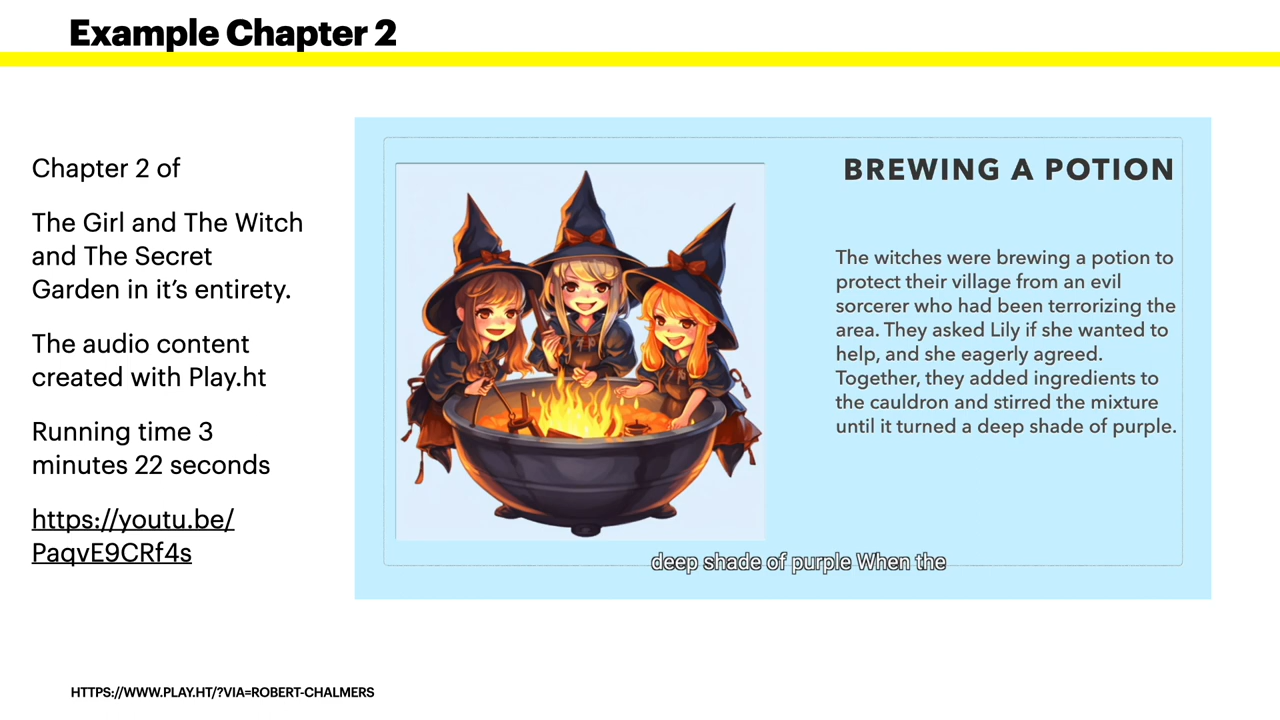 Example Chapter 2
Chapter 2 of
The Girl and The Witch
and The Secret
Garden in it’s entirety.
The audio content
created with Play.ht
Running time 3
minutes 22 seconds
https://youtu.be/
PaqvE9CRf4s
BREWING A POTION
The witches were brewing a potion to
protect their village from an evil
sorcerer who had been terrorizing the
area. They asked Lily if she wanted to
help, and she eagerly agreed.
Together, they added ingredients to
the cauldron and stirred the mixture
until it turned a deep shade of purple.
deep shade of purple When the
HTTPS://WWW.PLAY.HT/?VIA=ROBERT-CHALMERS